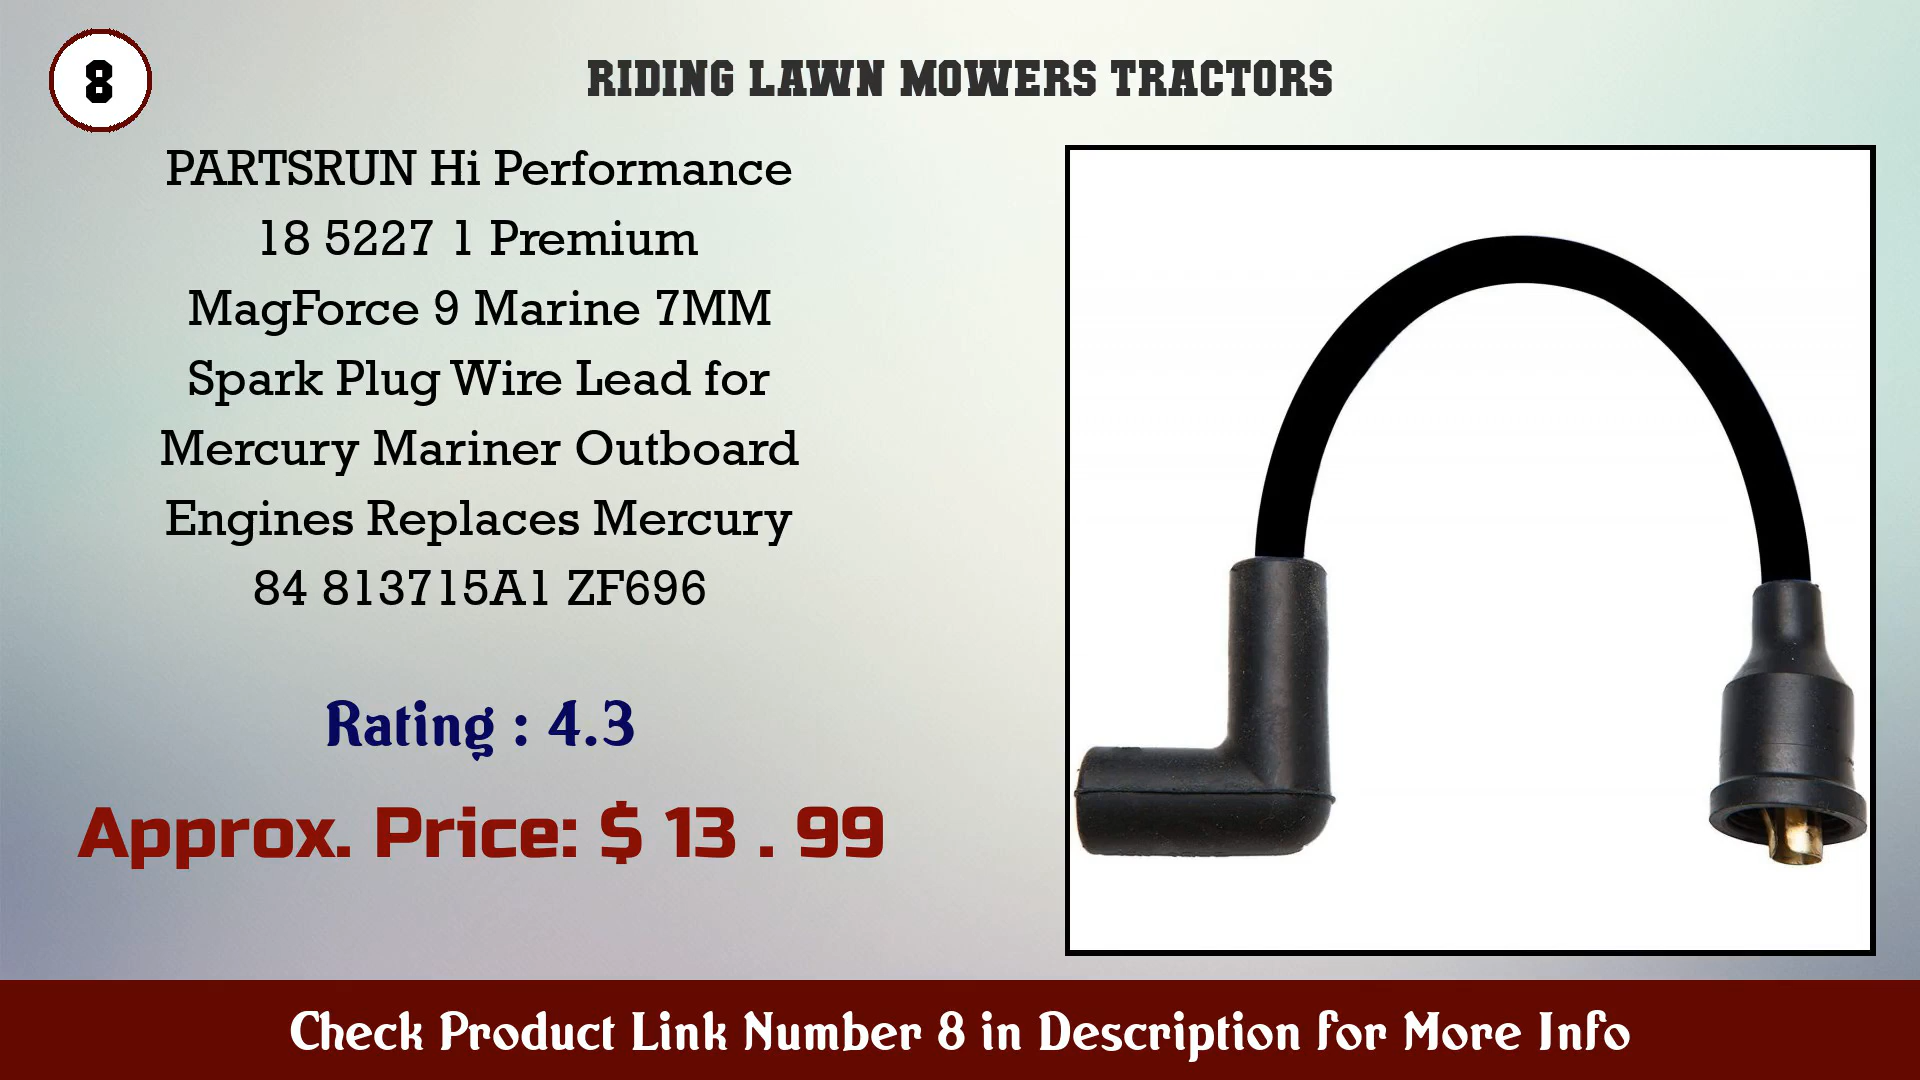 8
RIDING LAWN MOWERS TRACTORS
PARTSRUN Hi Performance
18 5227 1 Premium
MagForce 9 Marine 7MM
Spark Plug Wire Lead for
Mercury Mariner Outboard
Engines Replaces Mercury
84 813715A1 ZF696
Rating : 4.3
Approx. Price: $ 13 . 99
Check Product Link Number 8 in Description for More Info